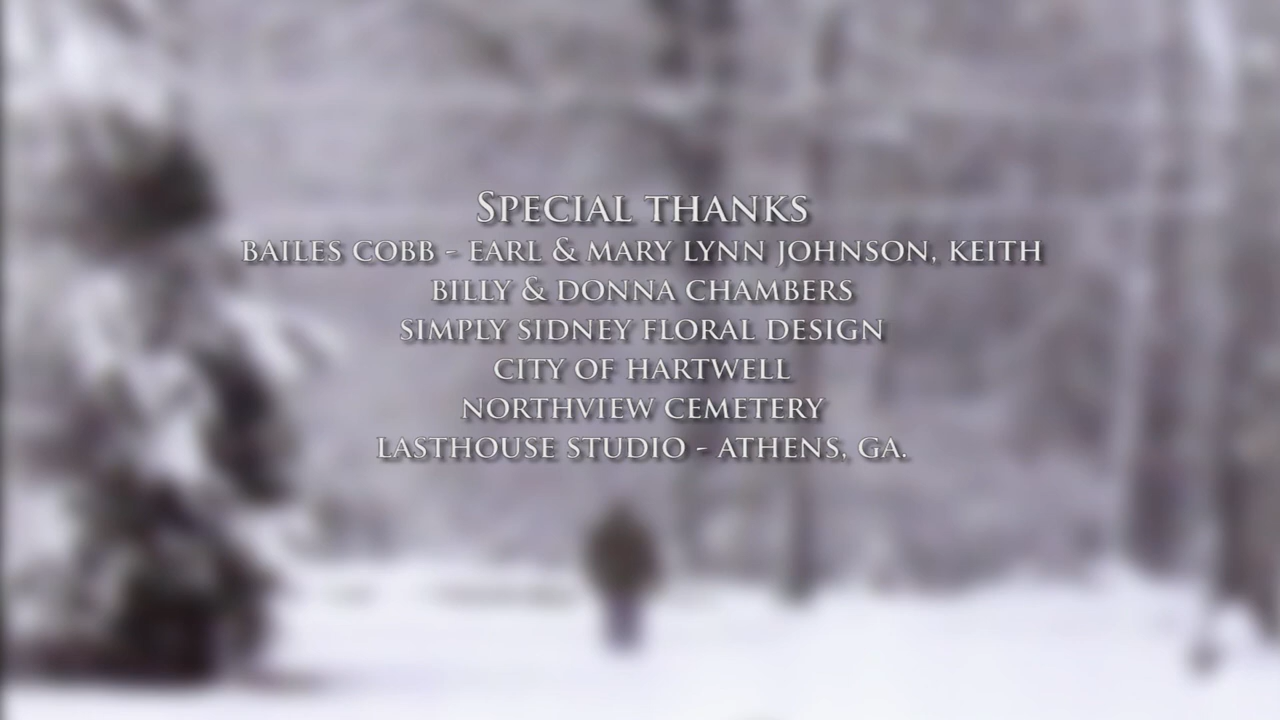 SPECIAL THANKS
BAILES COBB - EARL & MARY LYNN JOHNSON, KEITH
BILLY & DONNA CHAMBERS
SIMPLY SIDNEY FLORAL DESIGN
CITY OF HARTWELL
NORTHVIEW CEMETERY
LASTHOUSE STUDIO - ATHENS, GA.